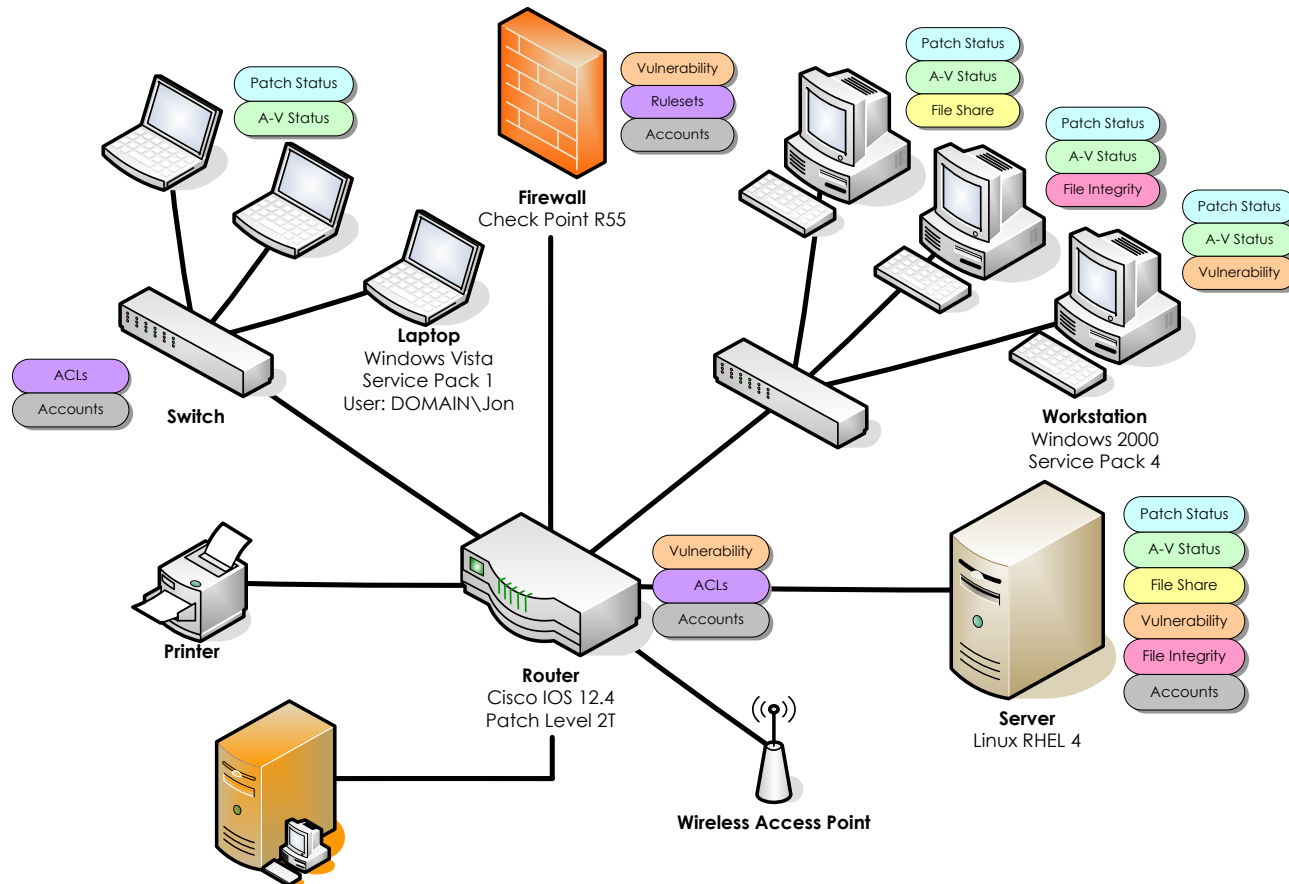 Patch Status
A-V Status
Vulnerability
Rulesets
Accounts
Patch Status
A-V Status
File Share
Patch Status
A-V Status
File Integrity
Patch Status
A-V Status
Vulnerability
Firewall
Check Point R55
Laptop
Windows Vista
Service Pack 1
User: DOMAIN\Jon
ACLs
Accounts
Switch
Workstation
Windows 2000
Service Pack 4
Vulnerability
ACLs
Accounts
Patch Status
A-V Status
File Share
Vulnerability
File Integrity
Accounts
Printer
Router
Cisco IOS 12.4
Patch Level 2T
Server
Linux RHEL 4
Wireless Access Point